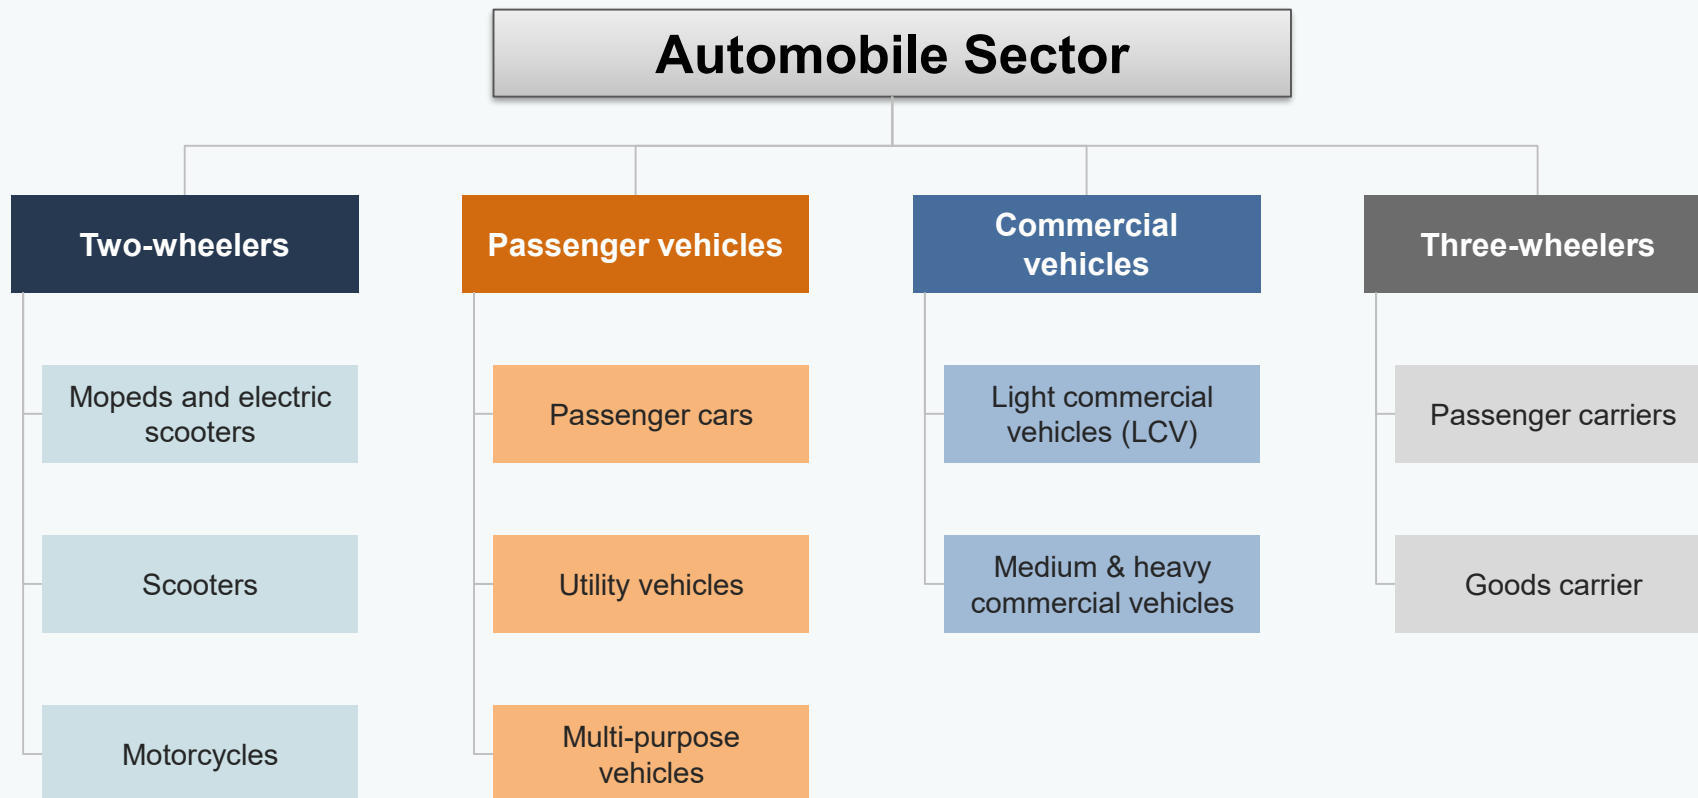 Automobile Sector
Two-wheelers
Passenger vehicles
Commercial
vehicles
Three-wheelers
Mopeds and electric
scooters
Passenger cars
Light commercial
vehicles (LCV)
Passenger carriers
Scooters
Utility vehicles
Medium & heavy
commercial vehicles
Goods carrier
Motorcycles
Multi-purpose
vehicles